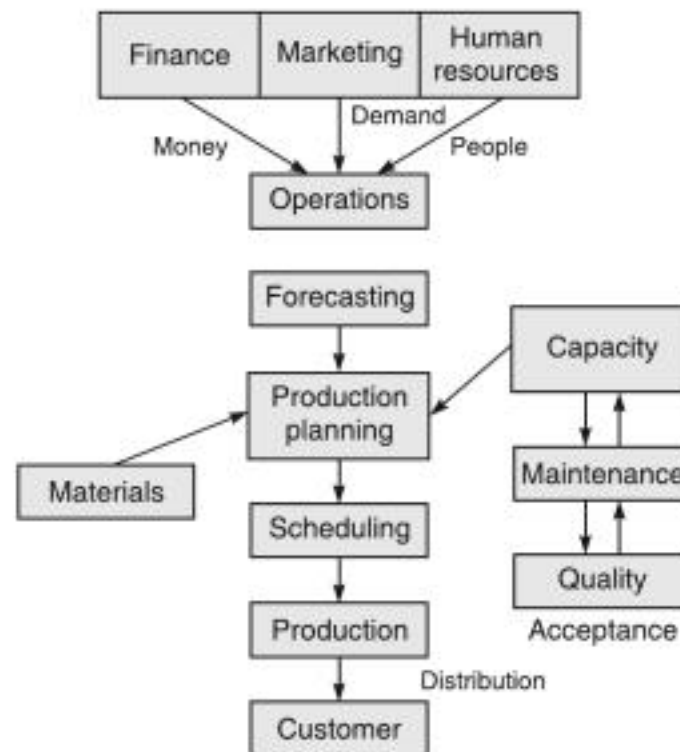 Finance
Marketing
Human
resources
Money
Demand
People
Operations
Forecasting
Capacity
Production
planning
Materials
Maintenance
Scheduling
Quality
Acceptance
Production
Distribution
Customer